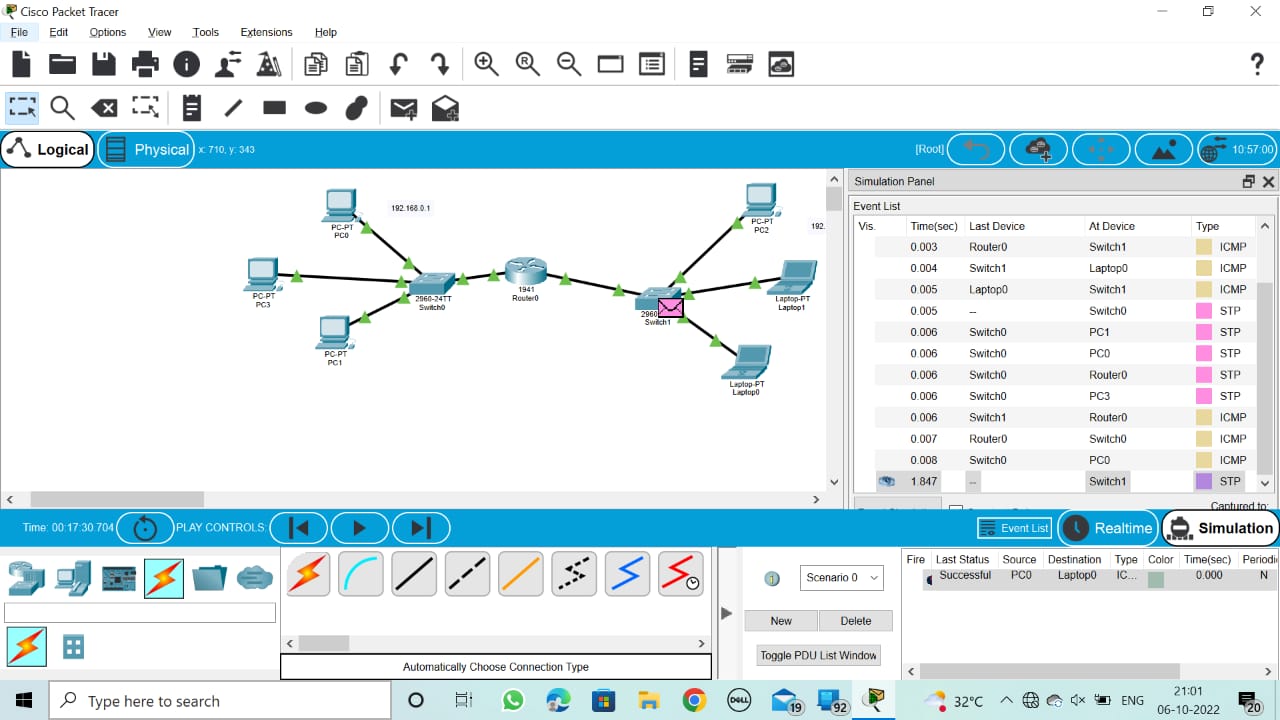 Cisco Packet Tracer
File Edit Options View Tools Extensions Help
Logical Physical x: 710, y: 343 [Root] 10:57:00
192.168.0.1
PC-PT
PC0
PC-PT
PC3
PC-PT
PC1
2960-24TT
Switch0
1941
Router0
2960
Switch1
PC-PT
PC2
192.
Laptop-PT
Laptop1
Laptop-PT
Laptop0
Simulation Panel
Event List
Vis. Time(sec) Last Device At Device Type
0.003 Router0 Switch1 ICMP
0.004 Switch1 Laptop0 ICMP
0.005 Laptop0 Switch1 ICMP
0.005 -- Switch0 STP
0.006 Switch0 PC1 STP
0.006 Switch0 PC0 STP
0.006 Switch0 Router0 STP
0.006 Switch0 PC3 STP
0.006 Switch1 Router0 ICMP
0.007 Router0 Switch0 ICMP
0.008 Switch0 PC0 ICMP
1.847 -- Switch1 STP
Captured to:
Time: 00:17:30.704 PLAY CONTROLS: Event List Realtime Simulation
Scenario 0
New Delete
Toggle PDU List Window
Fire Last Status Source Destination Type Color Time(sec) Periodi
Successful PC0 Laptop0 IC... 0.000 N
Automatically Choose Connection Type
Type here to search
DELL
19
92
32°C ENG
21:01
06-10-2022
20